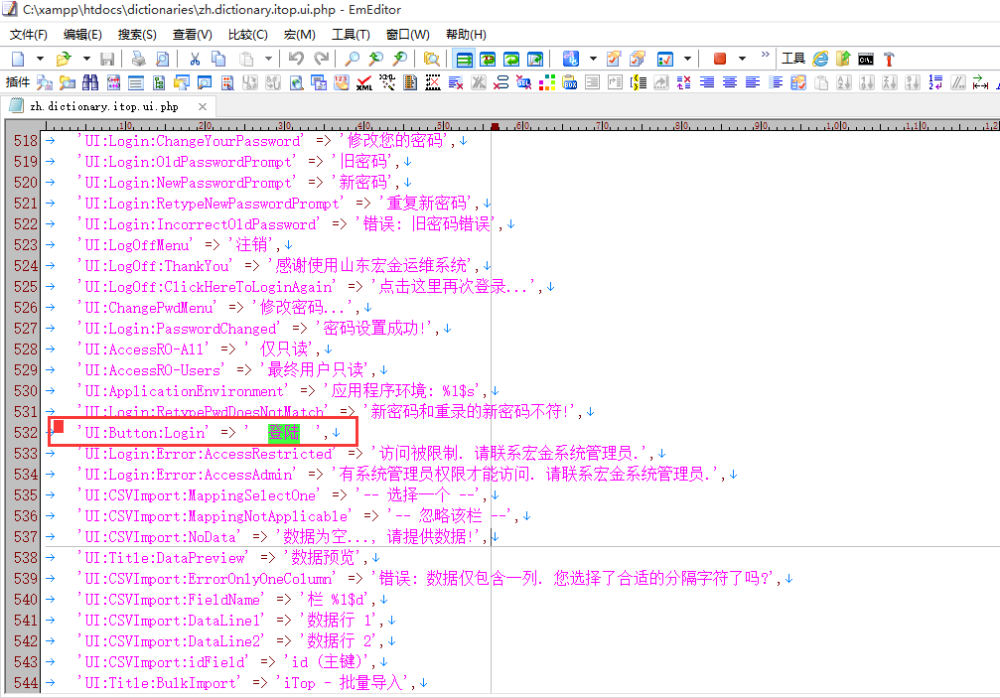 C:\xampp\htdocs\dictionaries\zh.dictionary.itop.ui.php - EmEditor
文件(F) 编辑(E) 搜索(S) 查看(V) 比较(C) 宏(M) 工具(T) 窗口(W) 帮助(H)
工具
插件
zh.dictionary.itop.ui.php
10 20 30 40 60 70 80 90 100 110
518 'UI:Login:ChangeYourPassword' => '修改您的密码',
519 'UI:Login:OldPasswordPrompt' => '旧密码',
520 'UI:Login:NewPasswordPrompt' => '新密码',
521 'UI:Login:RetypeNewPasswordPrompt' => '重复新密码',
522 'UI:Login:IncorrectOldPassword' => '错误: 旧密码错误',
523 'UI:LogOffMenu' => '注销',
524 'UI:LogOff:ThankYou' => '感谢使用山东宏金运维系统',
525 'UI:LogOff:ClickHereToLoginAgain' => '点击这里再次登录...',
526 'UI:ChangePwdMenu' => '修改密码...',
527 'UI:Login:PasswordChanged' => '密码设置成功!',
528 'UI:AccessRO-All' => ' 仅只读',
529 'UI:AccessRO-Users' => '最终用户只读',
530 'UI:ApplicationEnvironment' => '应用程序环境: %1$s',
531 'UI:Login:RetypePwdDoesNotMatch' => '新密码和重录的新密码不符!',
532 'UI:Button:Login' => '  登陆  ',
533 'UI:Login:Error:AccessRestricted' => '访问被限制. 请联系宏金系统管理员.',
534 'UI:Login:Error:AccessAdmin' => '有系统管理员权限才能访问. 请联系宏金系统管理员.',
535 'UI:CSVImport:MappingSelectOne' => '-- 选择一个 --',
536 'UI:CSVImport:MappingNotApplicable' => '-- 忽略该栏 --',
537 'UI:CSVImport:NoData' => '数据为空..., 请提供数据!',
538 'UI:Title:DataPreview' => '数据预览',
539 'UI:CSVImport:ErrorOnlyOneColumn' => '错误: 数据仅包含一列. 您选择了合适的分隔字符了吗?',
540 'UI:CSVImport:FieldName' => '栏 %1$d',
541 'UI:CSVImport:DataLine1' => '数据行 1',
542 'UI:CSVImport:DataLine2' => '数据行 2',
543 'UI:CSVImport:idField' => 'id (主键)',
544 'UI:Title:BulkImport' => 'iTop - 批量导入',